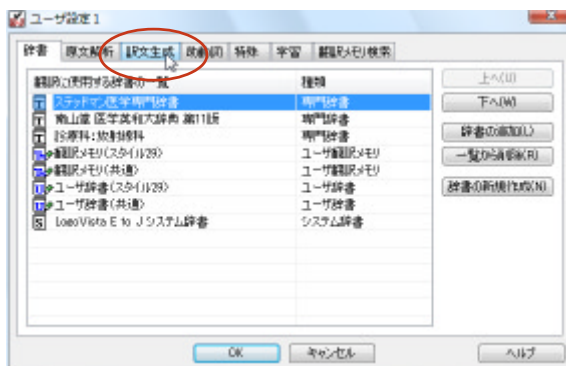 ユーザ設定1
辞書 原文解析 訳文生成 助動詞 特殊 学習 翻訳メモリ検索
翻訳に使用する辞書の一覧 種類
ステッドマン医学専門辞書 専門辞書
南山堂 医学英和大辞典 第11版 専門辞書
診療科:放射線科 専門辞書
翻訳メモリ(スタイル29) ユーザ翻訳メモリ
翻訳メモリ(共通) ユーザ翻訳メモリ
ユーザ辞書(スタイル29) ユーザ辞書
ユーザ辞書(共通) ユーザ辞書
LogoVista E to J システム辞書 システム辞書
上へ(U)
下へ(W)
辞書の追加(L)
一覧から削除(R)
辞書の新規作成(N)
OK キャンセル ヘルプ